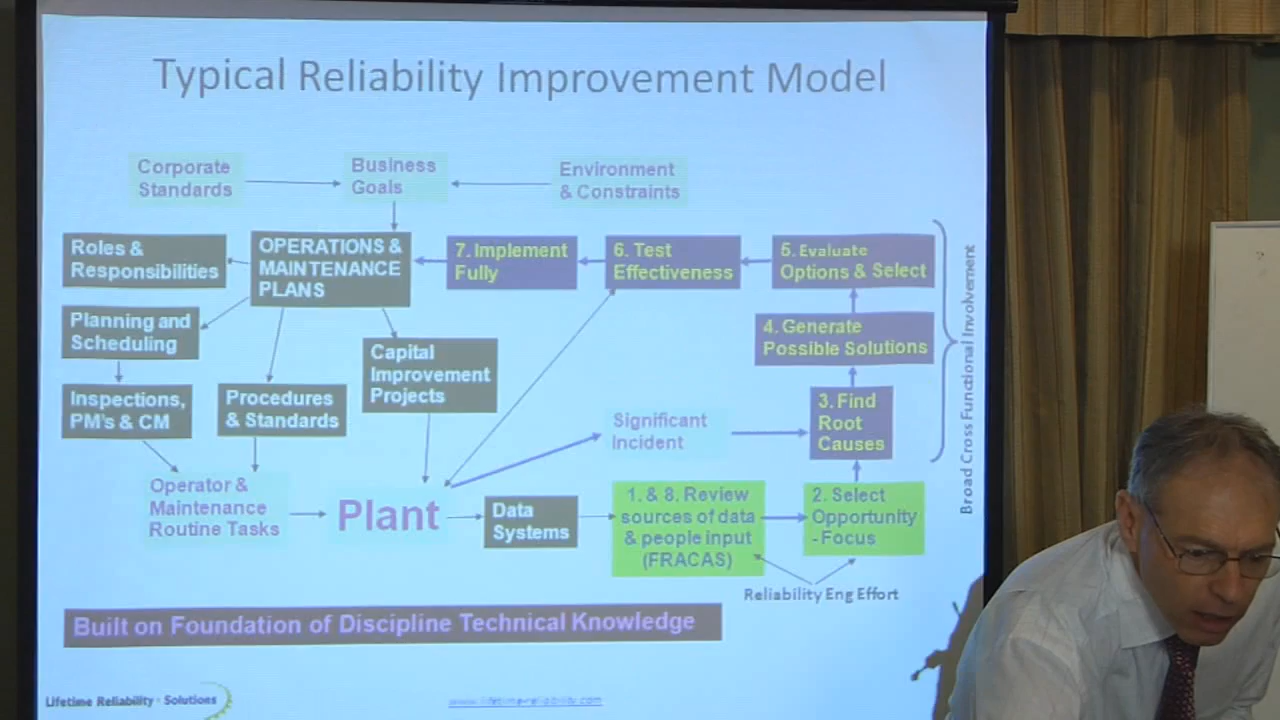 Typical Reliability Improvement Model
Corporate
Standards
Business
Goals
Environment
& Constraints
Roles &
Responsibilities
OPERATIONS &
MAINTENANCE
PLANS
7. Implement
Fully
6. Test
Effectiveness
5. Evaluate
Options & Select
Planning and
Scheduling
Capital
Improvement
Projects
4. Generate
Possible Solutions
Inspections,
PM's & CM
Procedures
& Standards
Significant
Incident
3. Find
Root
Causes
Broad Cross Functional Involvement
Operator &
Maintenance
Routine Tasks
Plant
Data
Systems
1. & 8. Review
sources of data
& people input
(FRACAS)
2. Select
Opportunity
- Focus
Reliability Eng Effort
Built on Foundation of Discipline Technical Knowledge
Lifetime Reliability - Solutions
www.lifetime-reliability.com